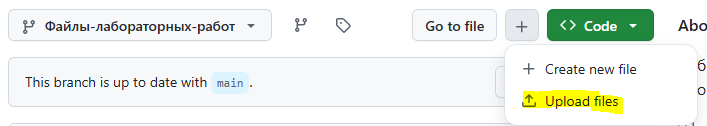 Файлы-лабораторных-работ Go to file + Code Abo
This branch is up to date with main.
Create new file
Upload files